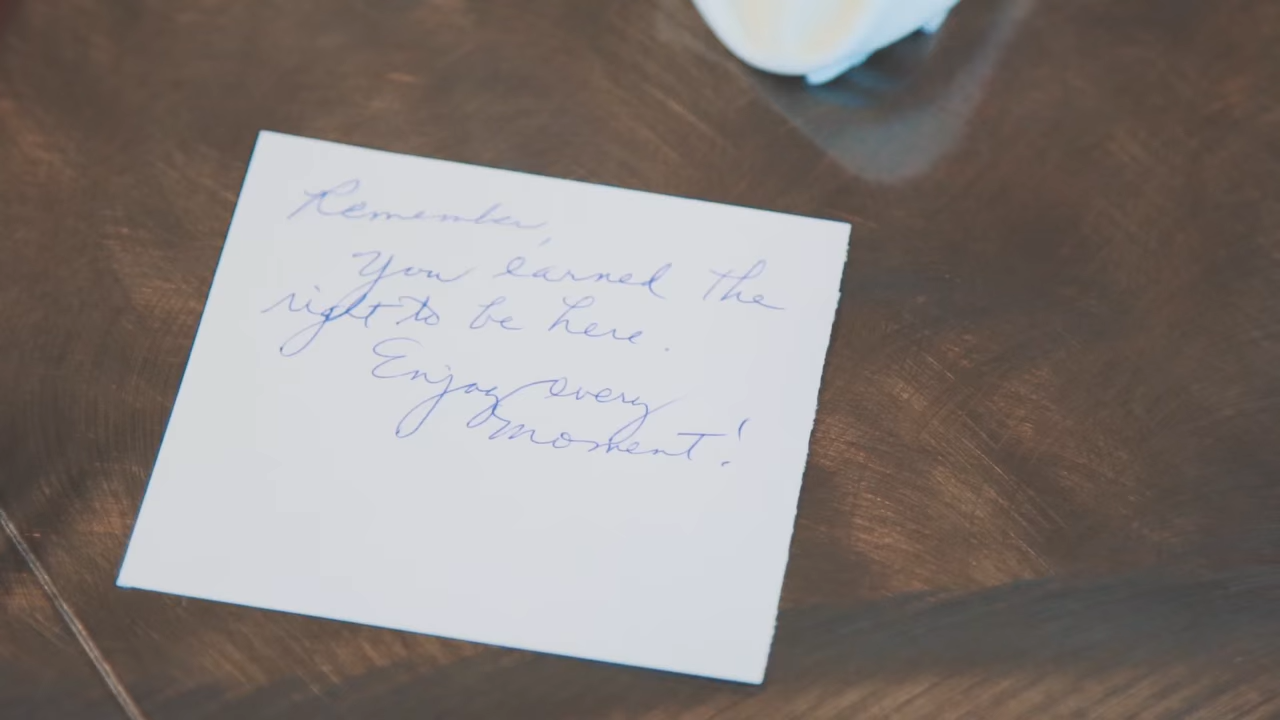 Remember,
You earned the
right to be here.
Enjoy every
moment!